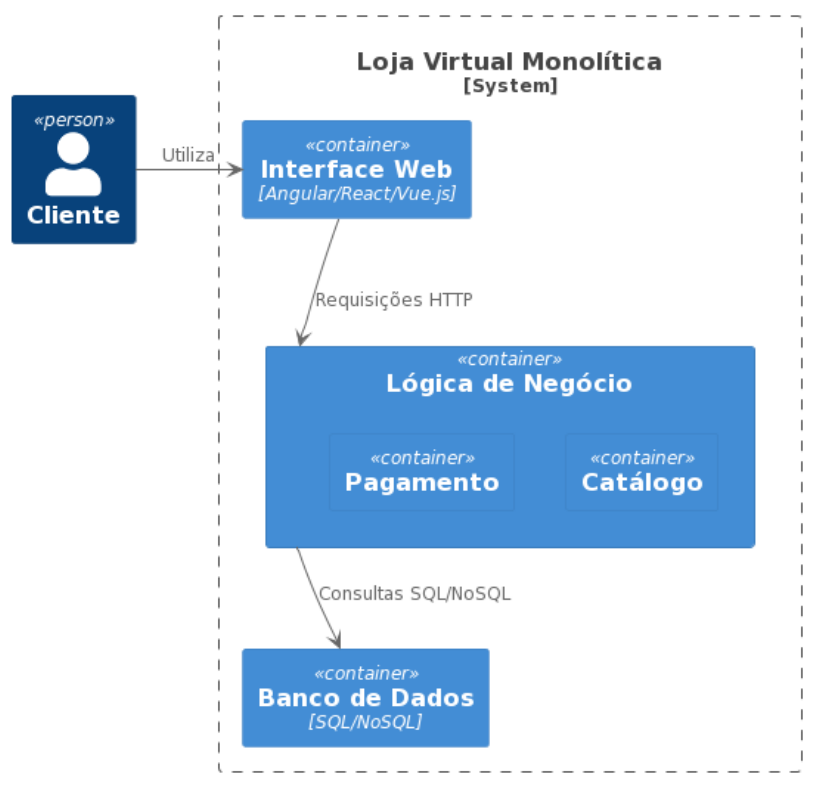 Loja Virtual Monolítica
[System]
«person»
Cliente
Utiliza
«container»
Interface Web
[Angular/React/Vue.js]
Requisições HTTP
«container»
Lógica de Negócio
«container»
Pagamento
«container»
Catálogo
Consultas SQL/NoSQL
«container»
Banco de Dados
[SQL/NoSQL]